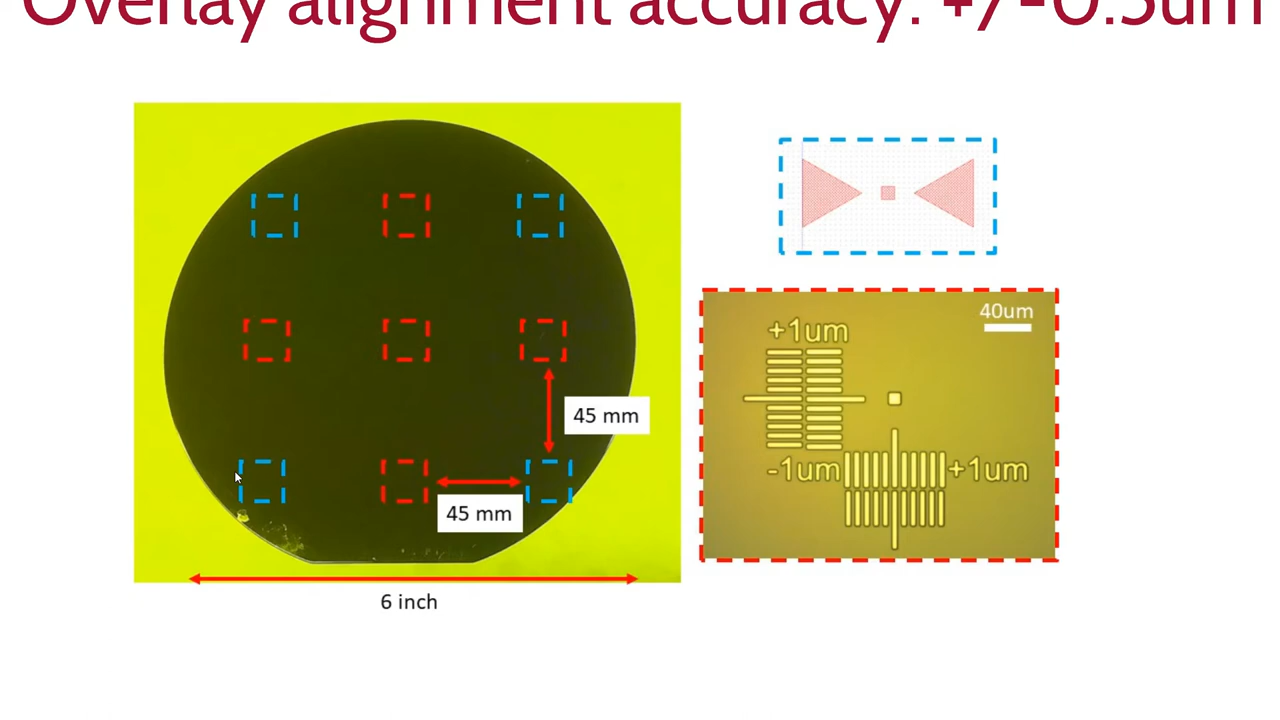 Overlay alignment accuracy: +/-0.5um
40um
+1um
45 mm
-1um
+1um
45 mm
6 inch